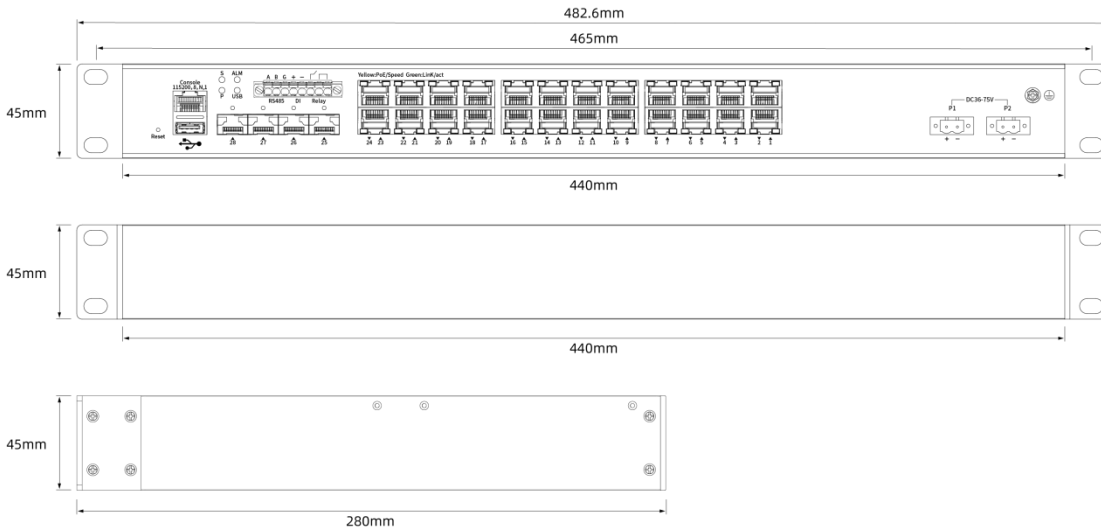 482.6mm
465mm
45mm
Console
115200,8,N,1
S ALM
P USB
A B G + −
RS485 DI Relay
Yellow:PoE/Speed Green:LinK/act
DC36-75V
P1 P2
+ − + −
Reset
28 27 26 25
24 23 22 21 20 19 18 17 16 15 14 13 12 11 10 9 8 7 6 5 4 3 2 1
440mm
45mm
440mm
45mm
280mm